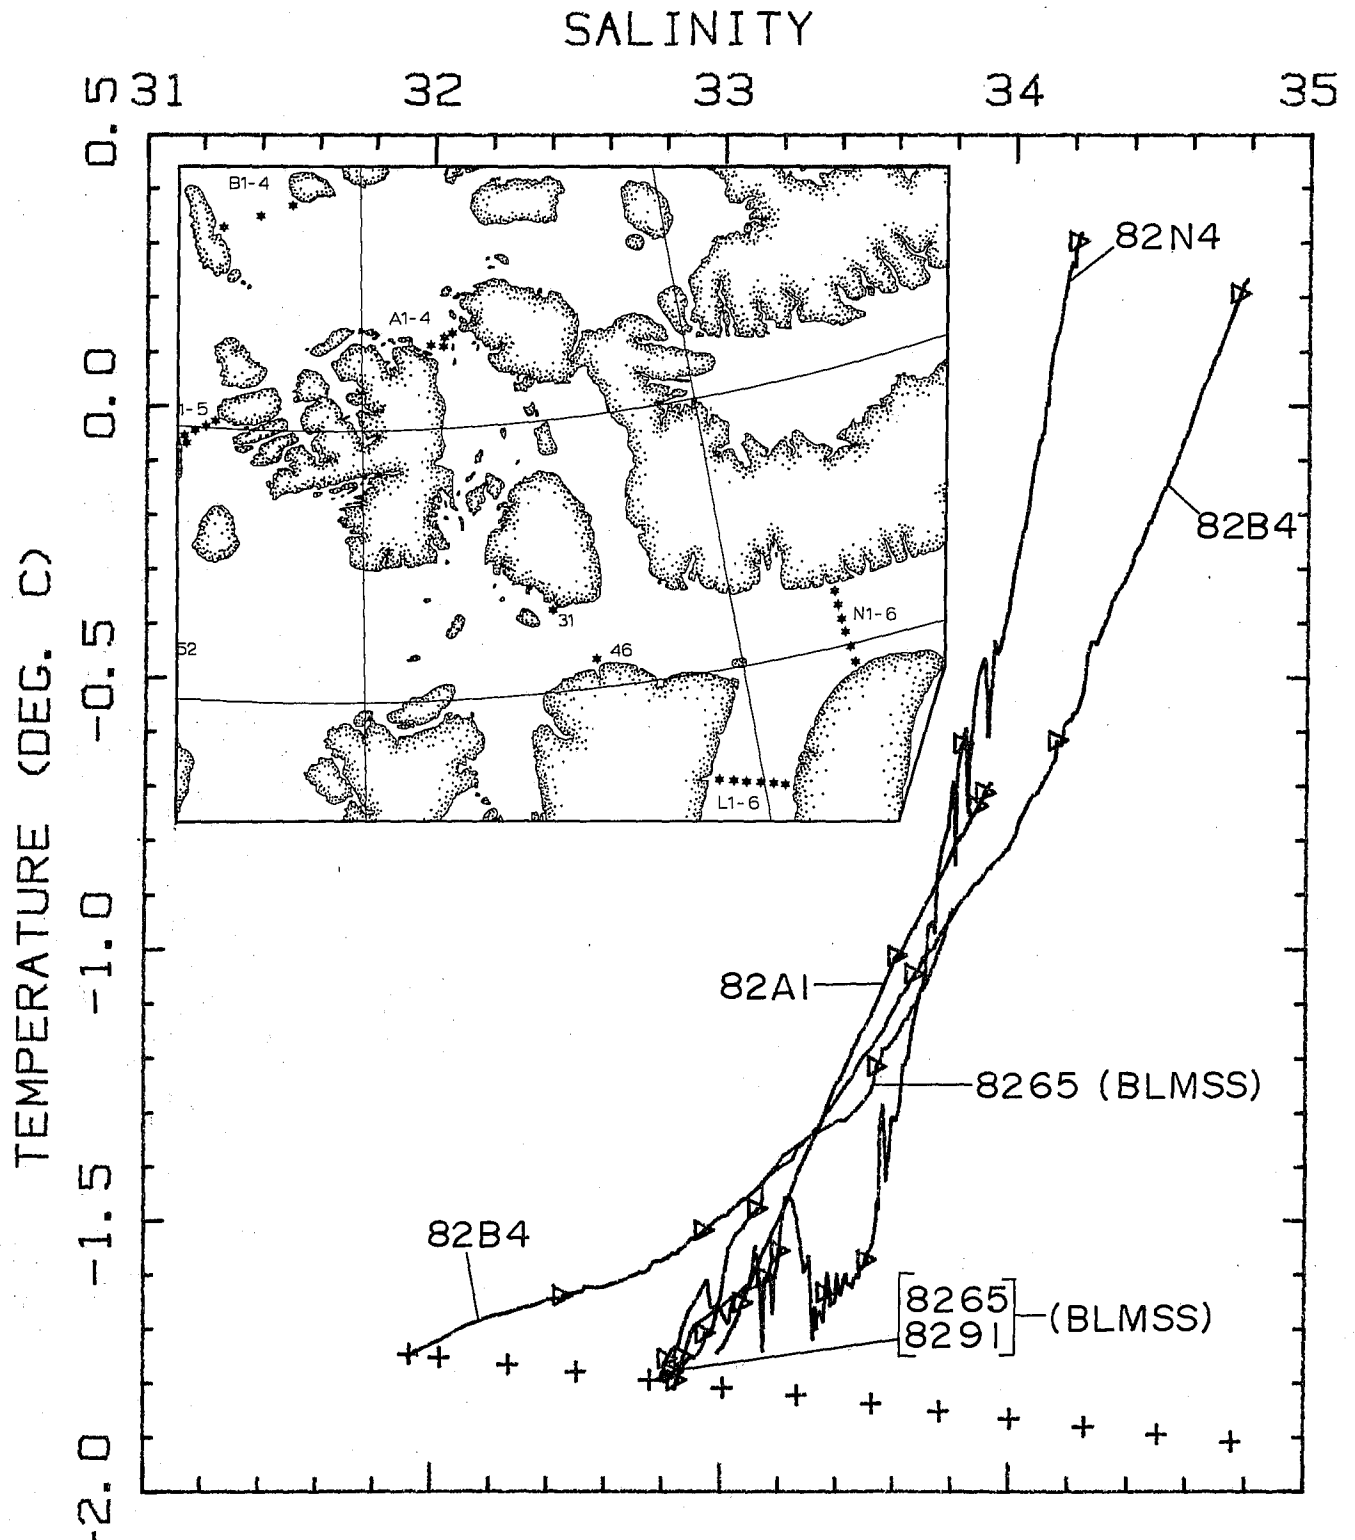 SALINITY
31 32 33 34 35
0.5
0.0
-0.5
-1.0
-1.5
-2.0
TEMPERATURE (DEG. C)
B1-4
A1-4
1-5
N1-6
31
46
52
L1-6
82N4
82B4
82A1
8265 (BLMSS)
82B4
8265
8291
(BLMSS)